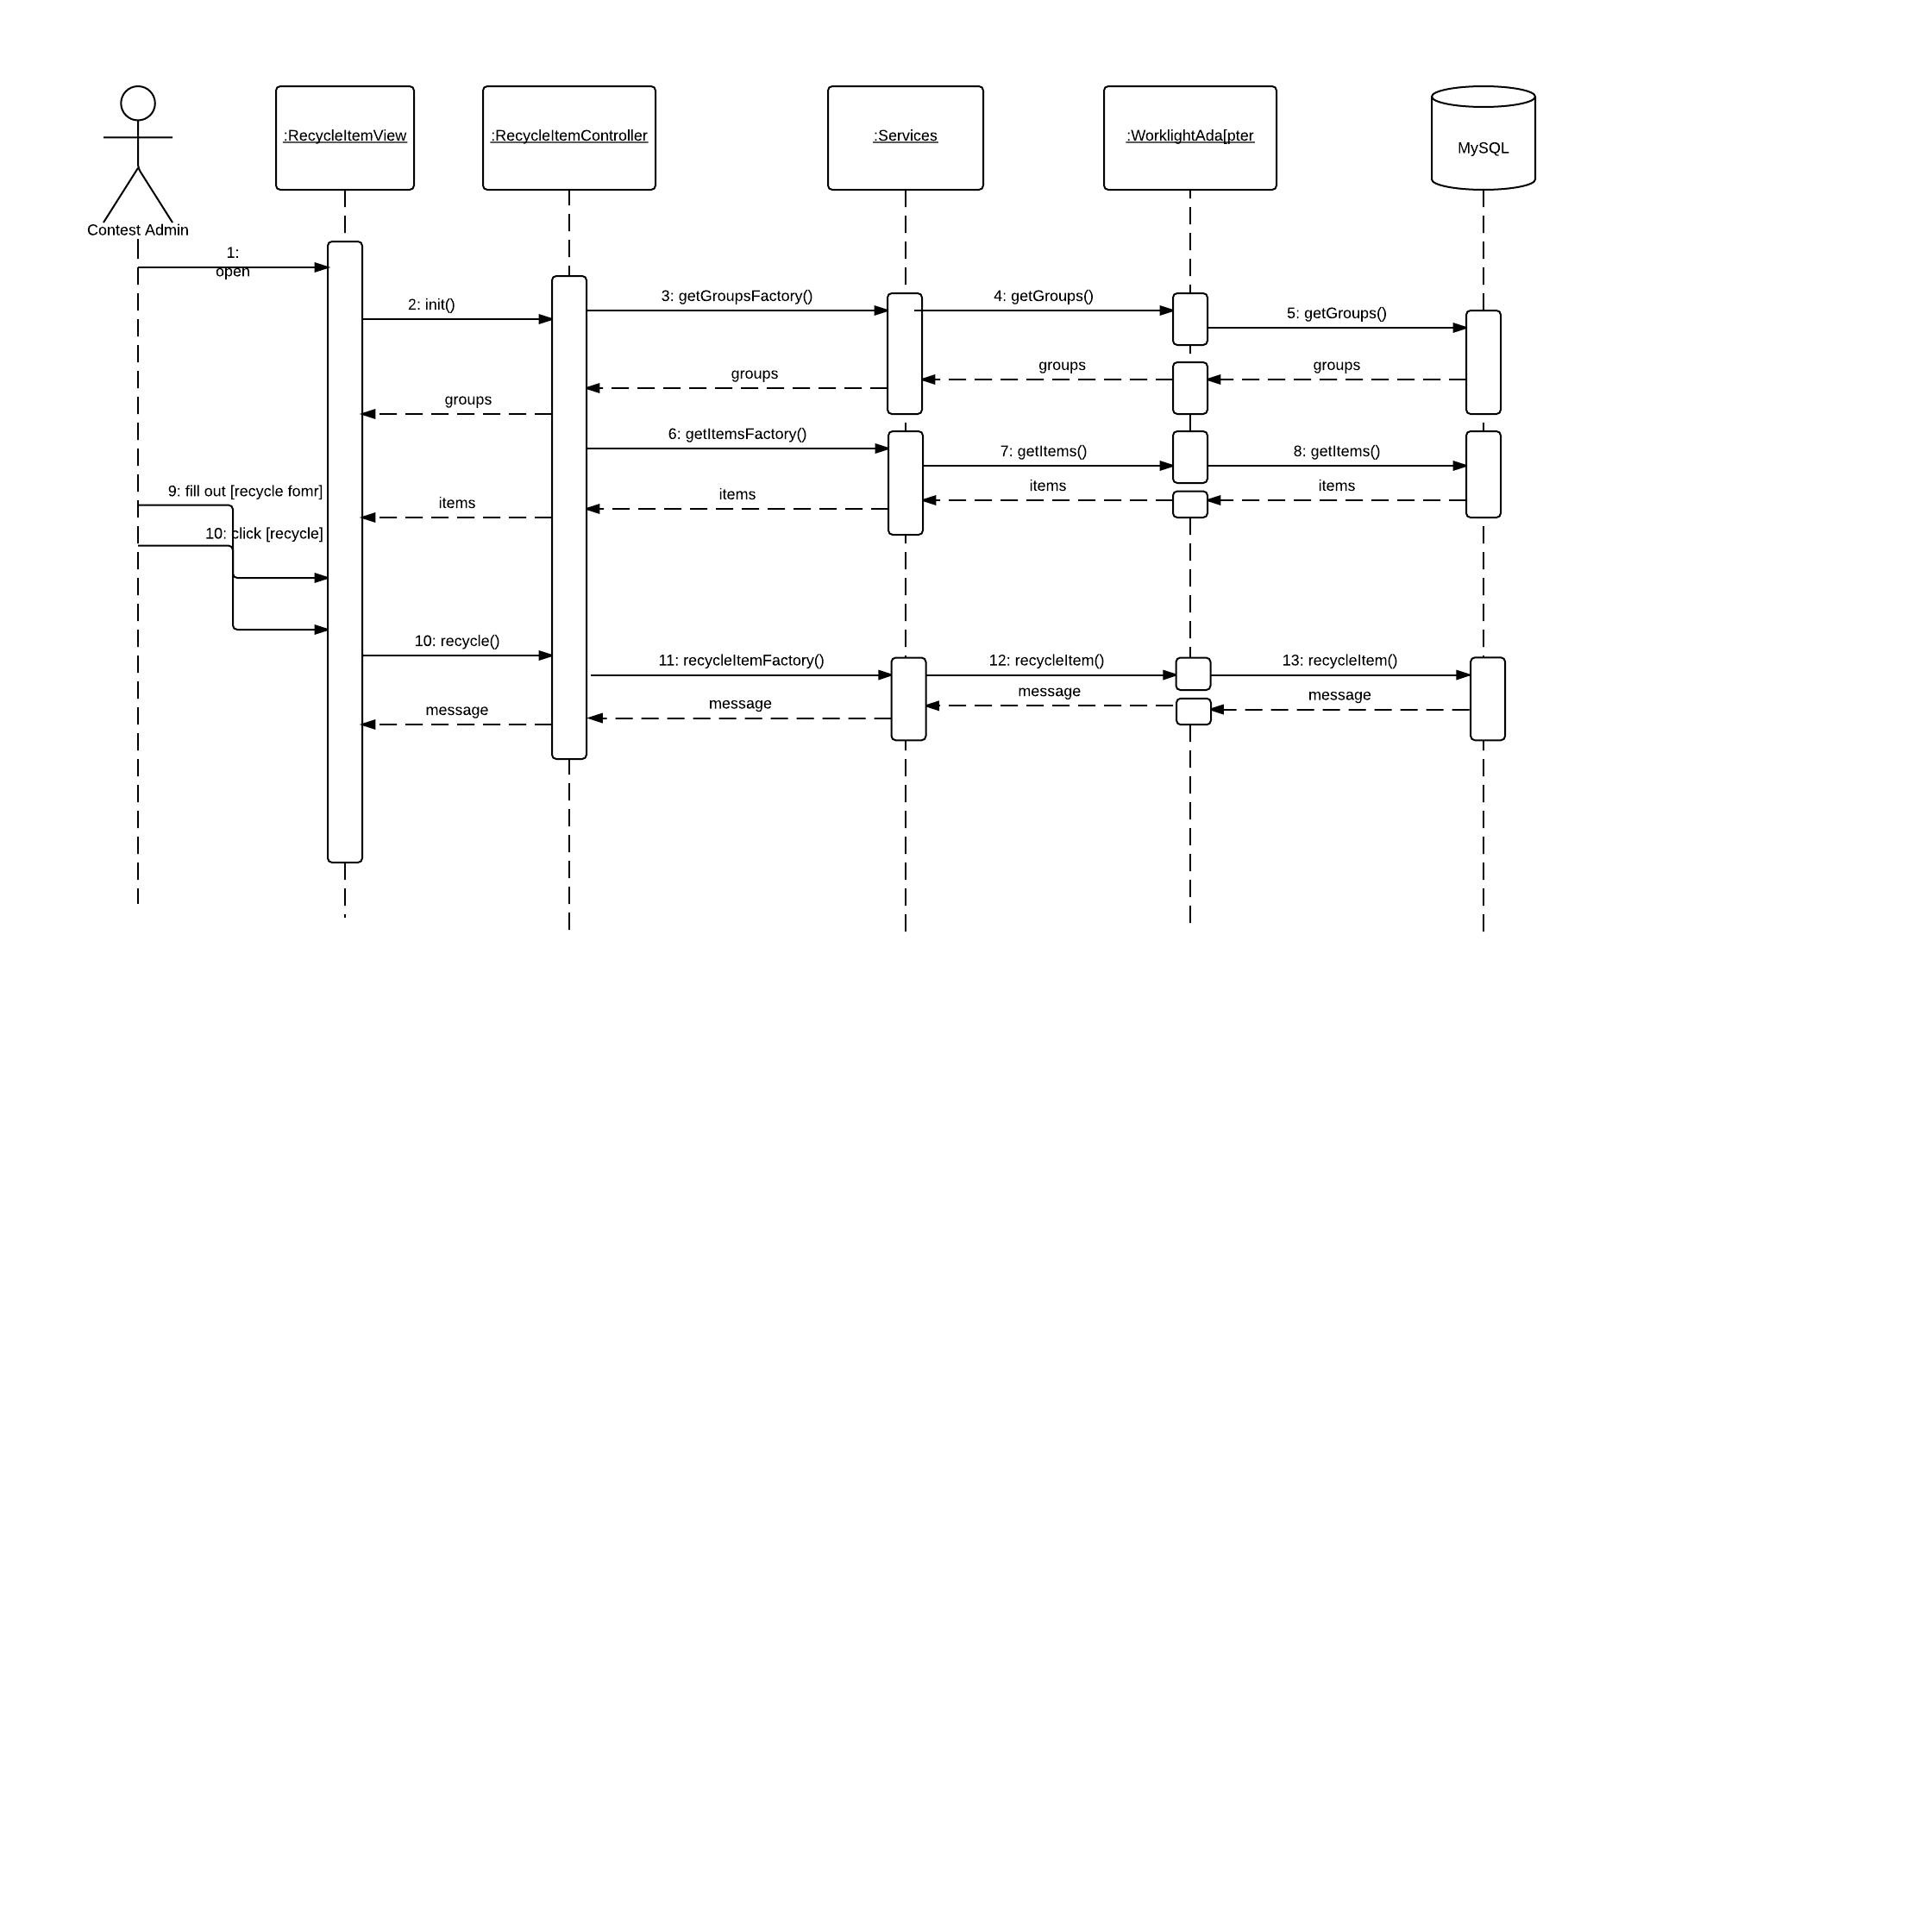 :RecycleItemView
:RecycleItemController
:Services
:WorklightAda[pter
MySQL
Contest Admin
1:
open
2: init()
3: getGroupsFactory()
4: getGroups()
5: getGroups()
groups
groups
groups
groups
6: getItemsFactory()
7: getItems()
8: getItems()
9: fill out [recycle fomr]
items
items
items
items
10: click [recycle]
10: recycle()
11: recycleItemFactory()
12: recycleItem()
13: recycleItem()
message
message
message
message